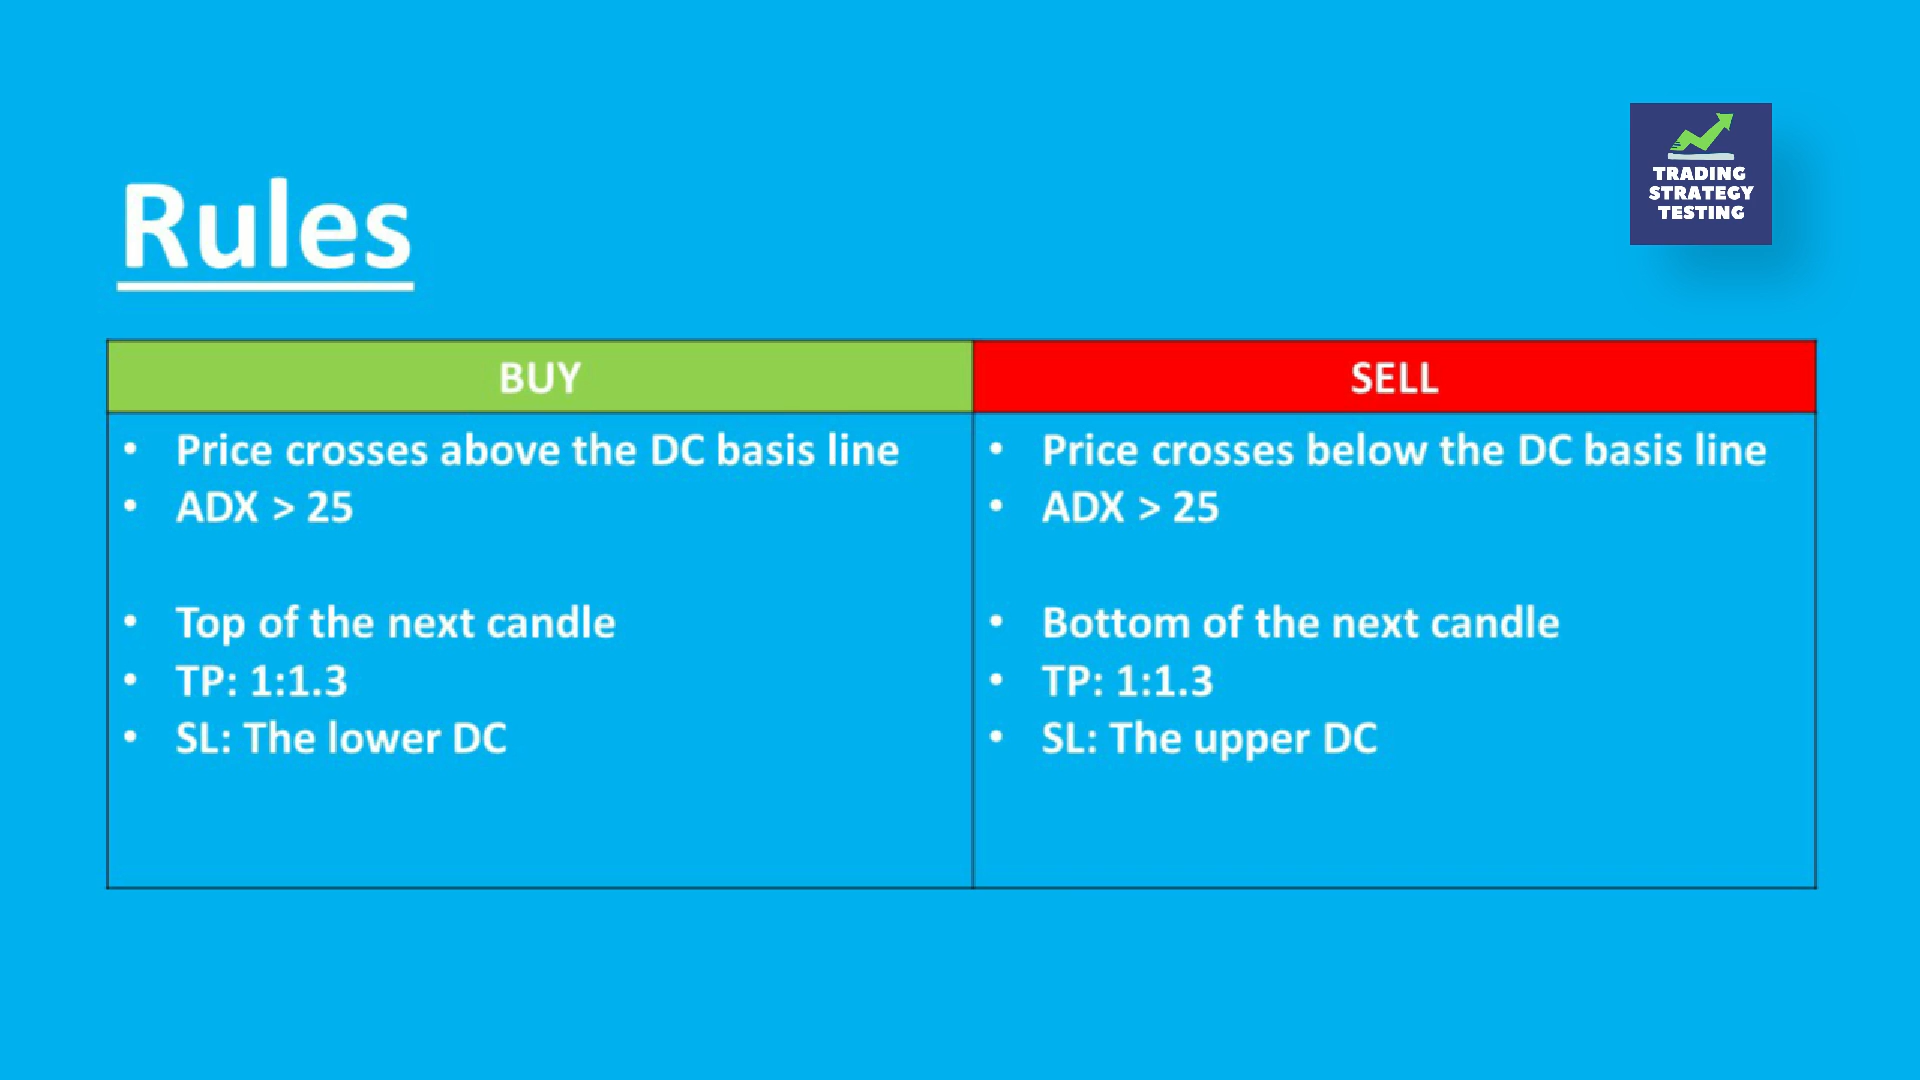 TRADING
STRATEGY
TESTING
Rules
BUY
• Price crosses above the DC basis line
• ADX > 25
• Top of the next candle
• TP: 1:1.3
• SL: The lower DC
SELL
• Price crosses below the DC basis line
• ADX > 25
• Bottom of the next candle
• TP: 1:1.3
• SL: The upper DC